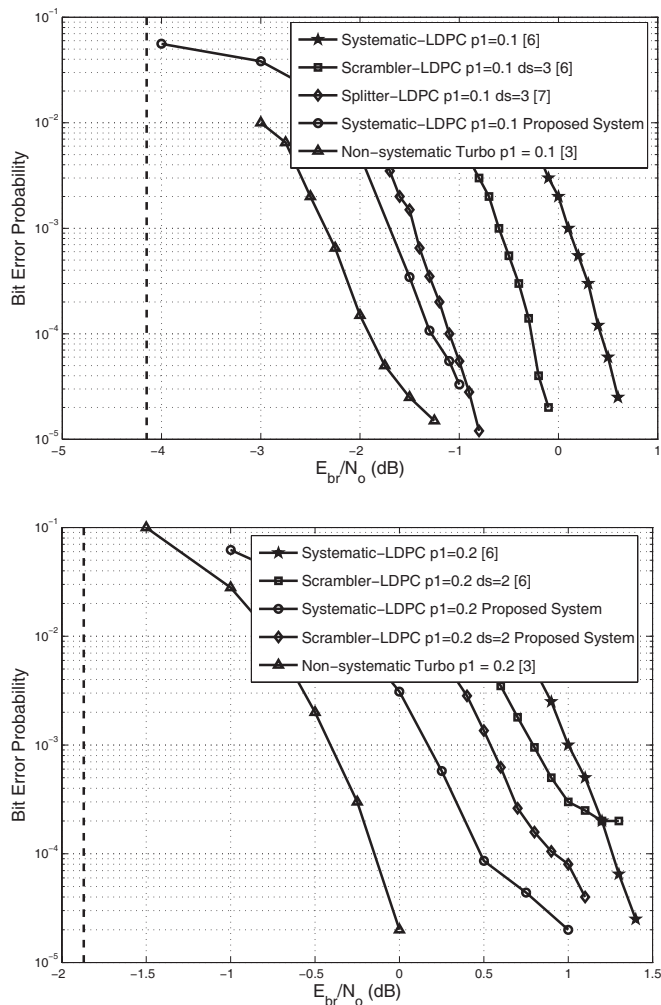 10^-1
10^-2
10^-3
10^-4
10^-5
Bit Error Probability
Systematic-LDPC p1=0.1 [6]
Scrambler-LDPC p1=0.1 ds=3 [6]
Splitter-LDPC p1=0.1 ds=3 [7]
Systematic-LDPC p1=0.1 Proposed System
Non-systematic Turbo p1 = 0.1 [3]
−5 −4 −3 −2 −1 0 1
E_br/N_o (dB)
10^-1
10^-2
10^-3
10^-4
10^-5
Bit Error Probability
Systematic-LDPC p1=0.2 [6]
Scrambler-LDPC p1=0.2 ds=2 [6]
Systematic-LDPC p1=0.2 Proposed System
Scrambler-LDPC p1=0.2 ds=2 Proposed System
Non-systematic Turbo p1 = 0.2 [3]
−2 −1.5 −1 −0.5 0 0.5 1 1.5
E_br/N_o (dB)